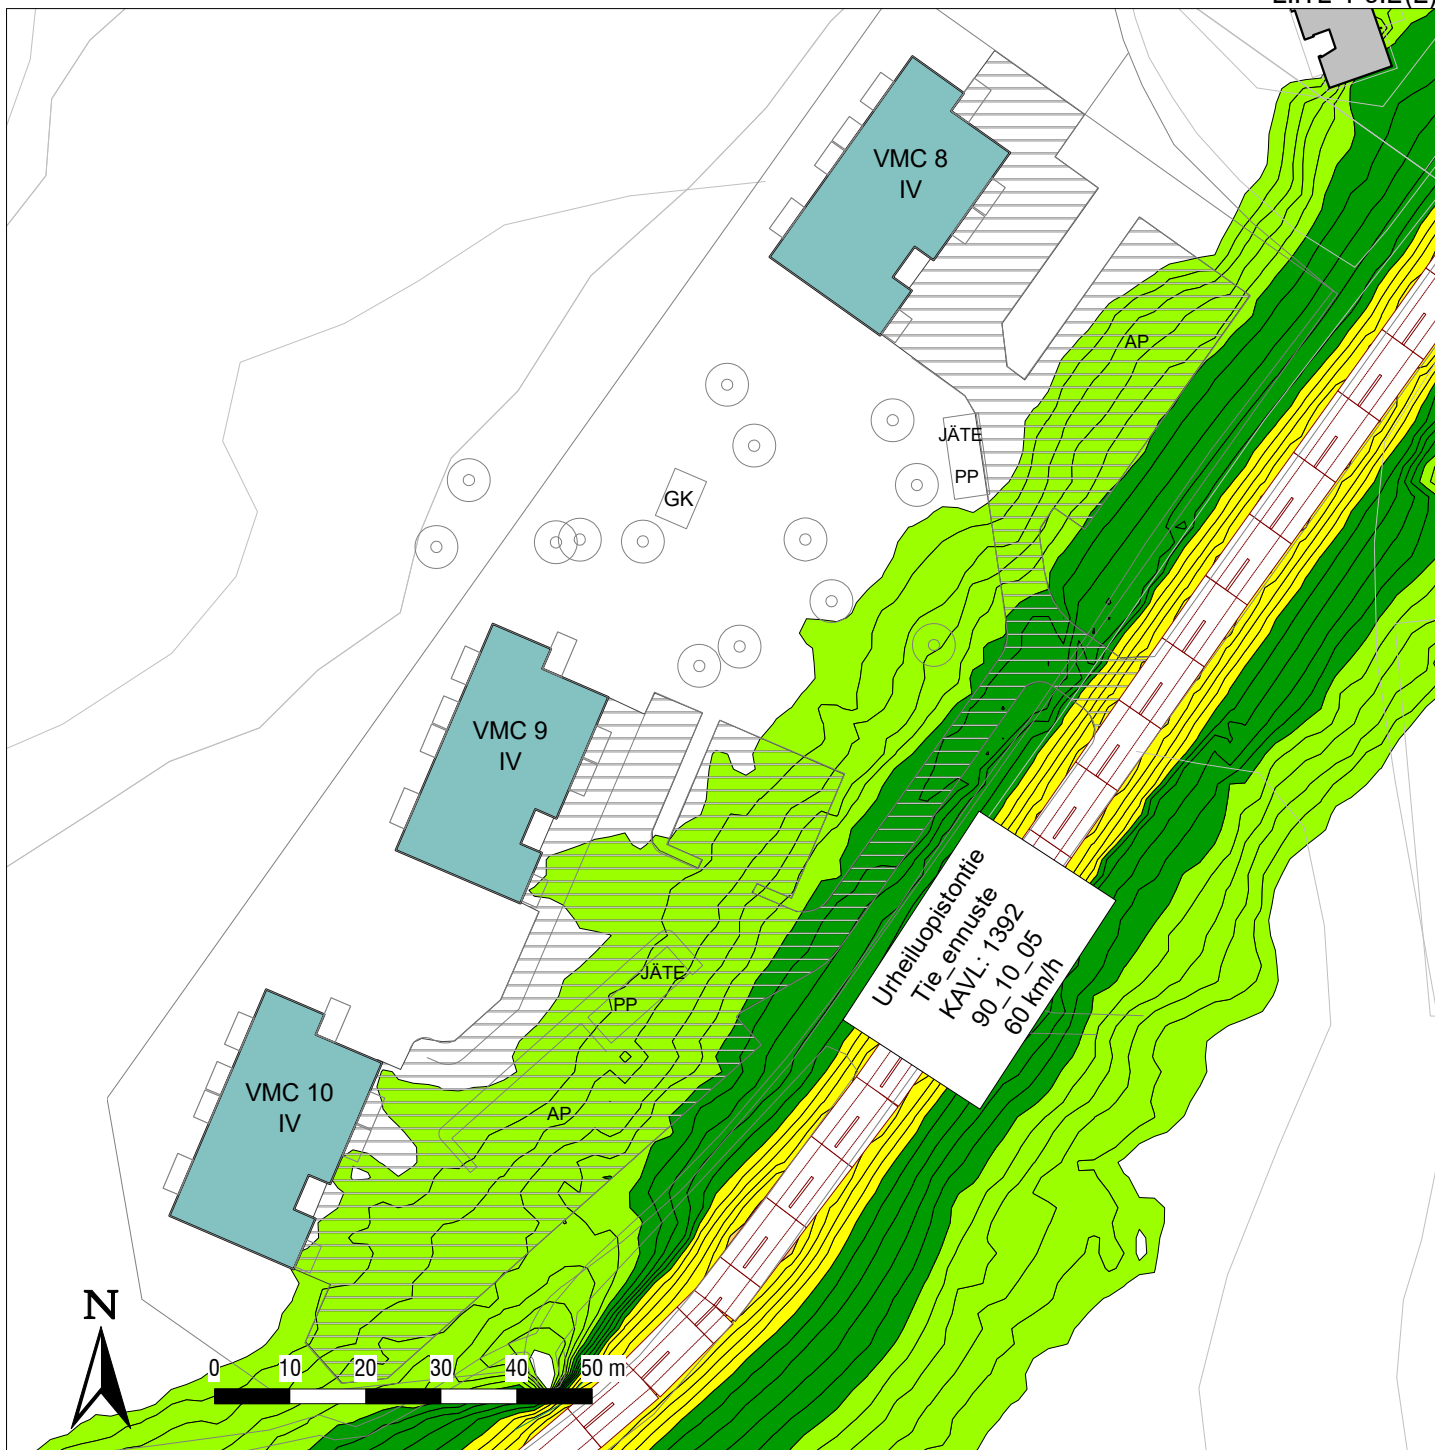 VMC 8
IV
AP
JÄTE
PP
GK
VMC 9
IV
Urheiluopistontie
Tie_ennuste
KAVL: 1392
90_10_05
60 km/h
JÄTE
PP
VMC 10
IV
AP
N
0 10 20 30 40 50 m